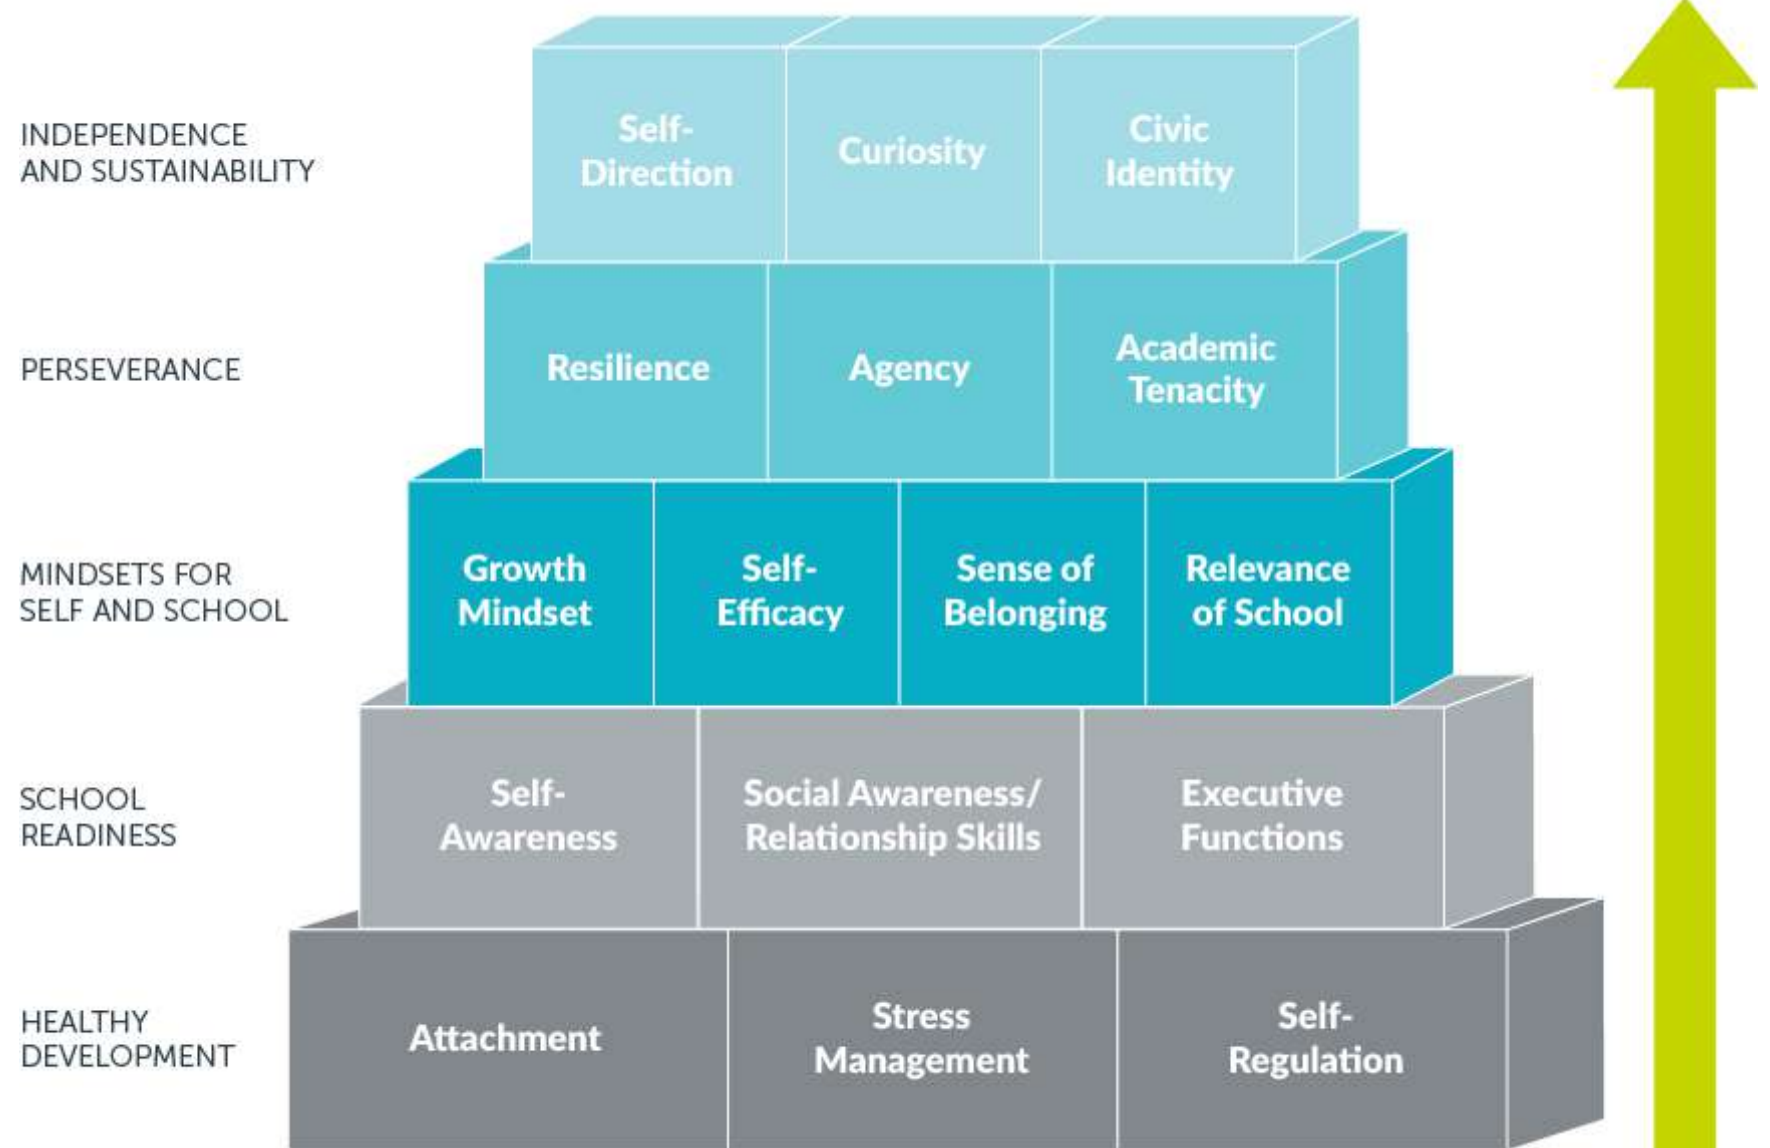 INDEPENDENCE
AND SUSTAINABILITY
Self-
Direction
Curiosity
Civic
Identity
PERSEVERANCE
Resilience
Agency
Academic
Tenacity
MINDSETS FOR
SELF AND SCHOOL
Growth
Mindset
Self-
Efficacy
Sense of
Belonging
Relevance
of School
SCHOOL
READINESS
Self-
Awareness
Social Awareness/
Relationship Skills
Executive
Functions
HEALTHY
DEVELOPMENT
Attachment
Stress
Management
Self-
Regulation